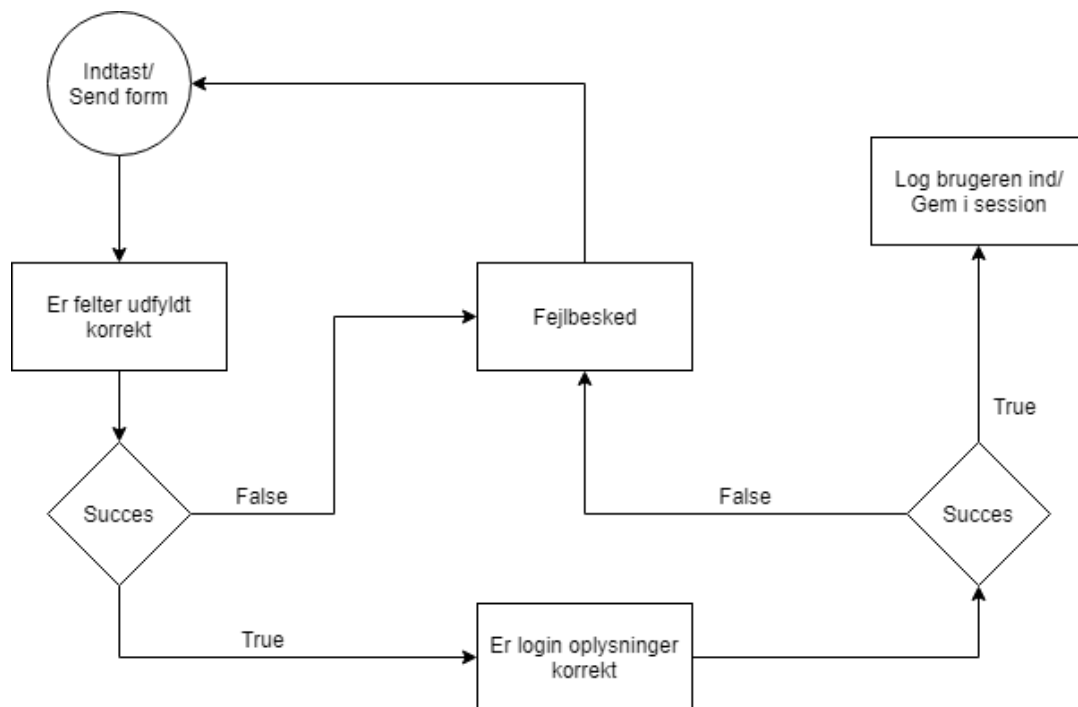 Indtast/
Send form
Log brugeren ind/
Gem i session
Er felter udfyldt
korrekt
Fejlbesked
True
False
False
Succes
Succes
True
Er login oplysninger
korrekt